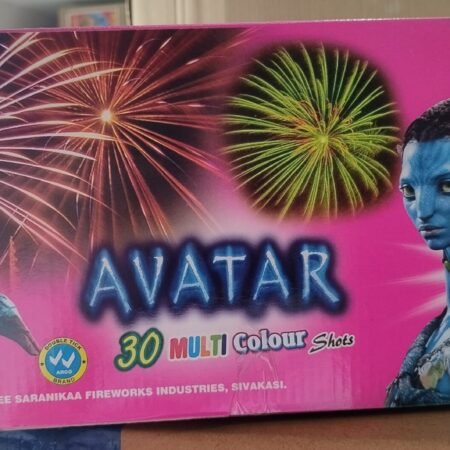 AVATAR
30 MULTI Colour Shots
DOUBLE TICK
BRAND
EE SARANIKAA FIREWORKS INDUSTRIES, SIVAKASI.